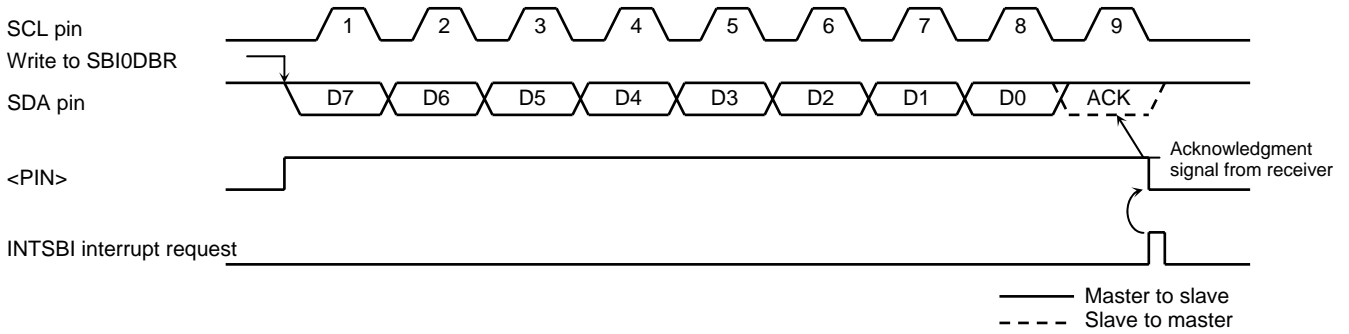 SCL pin
1 2 3 4 5 6 7 8 9
Write to SBI0DBR
SDA pin
D7 D6 D5 D4 D3 D2 D1 D0 ACK
Acknowledgment
signal from receiver
<PIN>
INTSBI interrupt request
Master to slave
Slave to master